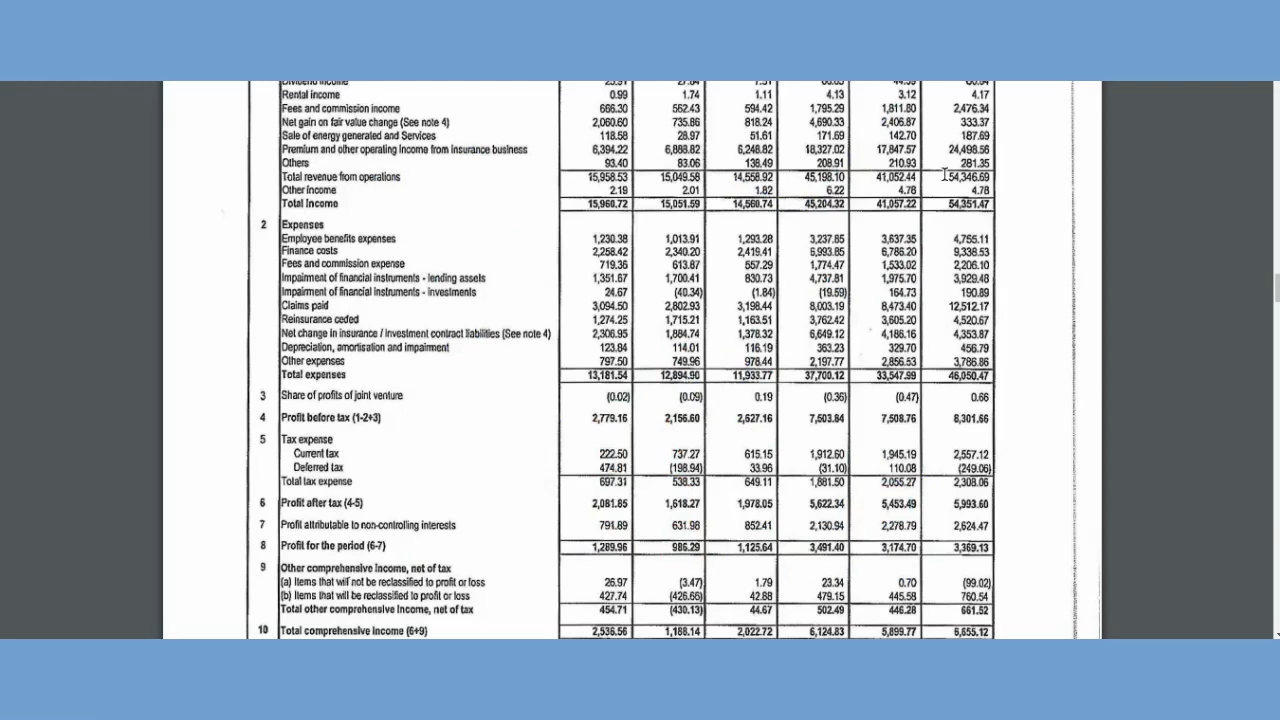 Rental income 0.99 1.74 1.11 4.13 3.12 4.17
Fees and commission income 666.30 562.43 594.42 1,795.29 1,811.80 2,476.34
Net gain on fair value change (See note 4) 2,060.60 735.86 818.24 4,690.33 2,406.87 333.37
Sale of energy generated and Services 118.58 28.97 51.61 171.69 142.70 187.69
Premium and other operating income from insurance business 6,394.22 6,888.82 6,248.82 18,327.02 17,847.57 24,498.56
Others 93.40 83.06 138.49 208.91 210.93 281.35
Total revenue from operations 15,958.53 15,049.58 14,558.92 45,198.10 41,052.44 54,346.69
Other income 2.19 2.01 1.82 6.22 4.78 4.78
Total Income 15,960.72 15,051.59 14,560.74 45,204.32 41,057.22 54,351.47
2 Expenses
Employee benefits expenses 1,230.38 1,013.91 1,293.28 3,237.85 3,637.35 4,755.11
Finance costs 2,258.42 2,340.20 2,419.41 6,993.85 6,786.20 9,338.53
Fees and commission expense 719.36 613.87 557.29 1,774.47 1,533.02 2,206.10
Impairment of financial instruments - lending assets 1,351.67 1,700.41 830.73 4,737.81 1,975.70 3,929.48
Impairment of financial instruments - investments 24.67 (40.34) (1.84) (19.59) 164.73 190.89
Claims paid 3,094.50 2,802.93 3,198.44 8,003.19 8,473.40 12,512.17
Reinsurance ceded 1,274.25 1,715.21 1,163.51 3,762.42 3,605.20 4,520.67
Net change in insurance / investment contract liabilities (See note 4) 2,306.95 1,884.74 1,378.32 6,649.12 4,186.16 4,353.87
Depreciation, amortisation and impairment 123.84 114.01 116.19 363.23 329.70 456.79
Other expenses 797.50 749.96 978.44 2,197.77 2,856.53 3,786.86
Total expenses 13,181.54 12,894.90 11,933.77 37,700.12 33,547.99 46,050.47
3 Share of profits of joint venture (0.02) (0.09) 0.19 (0.36) (0.47) 0.66
4 Profit before tax (1-2+3) 2,779.16 2,156.60 2,627.16 7,503.84 7,508.76 8,301.66
5 Tax expense
Current tax 222.50 737.27 615.15 1,912.60 1,945.19 2,557.12
Deferred tax 474.81 (198.94) 33.96 (31.10) 110.08 (249.06)
Total tax expense 697.31 538.33 649.11 1,881.50 2,055.27 2,308.06
6 Profit after tax (4-5) 2,081.85 1,618.27 1,978.05 5,622.34 5,453.49 5,993.60
7 Profit attributable to non-controlling interests 791.89 631.98 852.41 2,130.94 2,278.79 2,624.47
8 Profit for the period (6-7) 1,289.96 986.29 1,125.64 3,491.40 3,174.70 3,369.13
9 Other comprehensive income, net of tax
(a) Items that will not be reclassified to profit or loss 26.97 (3.47) 1.79 23.34 0.70 (99.02)
(b) Items that will be reclassified to profit or loss 427.74 (426.66) 42.88 479.15 445.58 760.54
Total other comprehensive income, net of tax 454.71 (430.13) 44.67 502.49 446.28 661.52
10 Total comprehensive income (6+9) 2,536.56 1,188.14 2,022.72 6,124.83 5,899.77 6,655.12